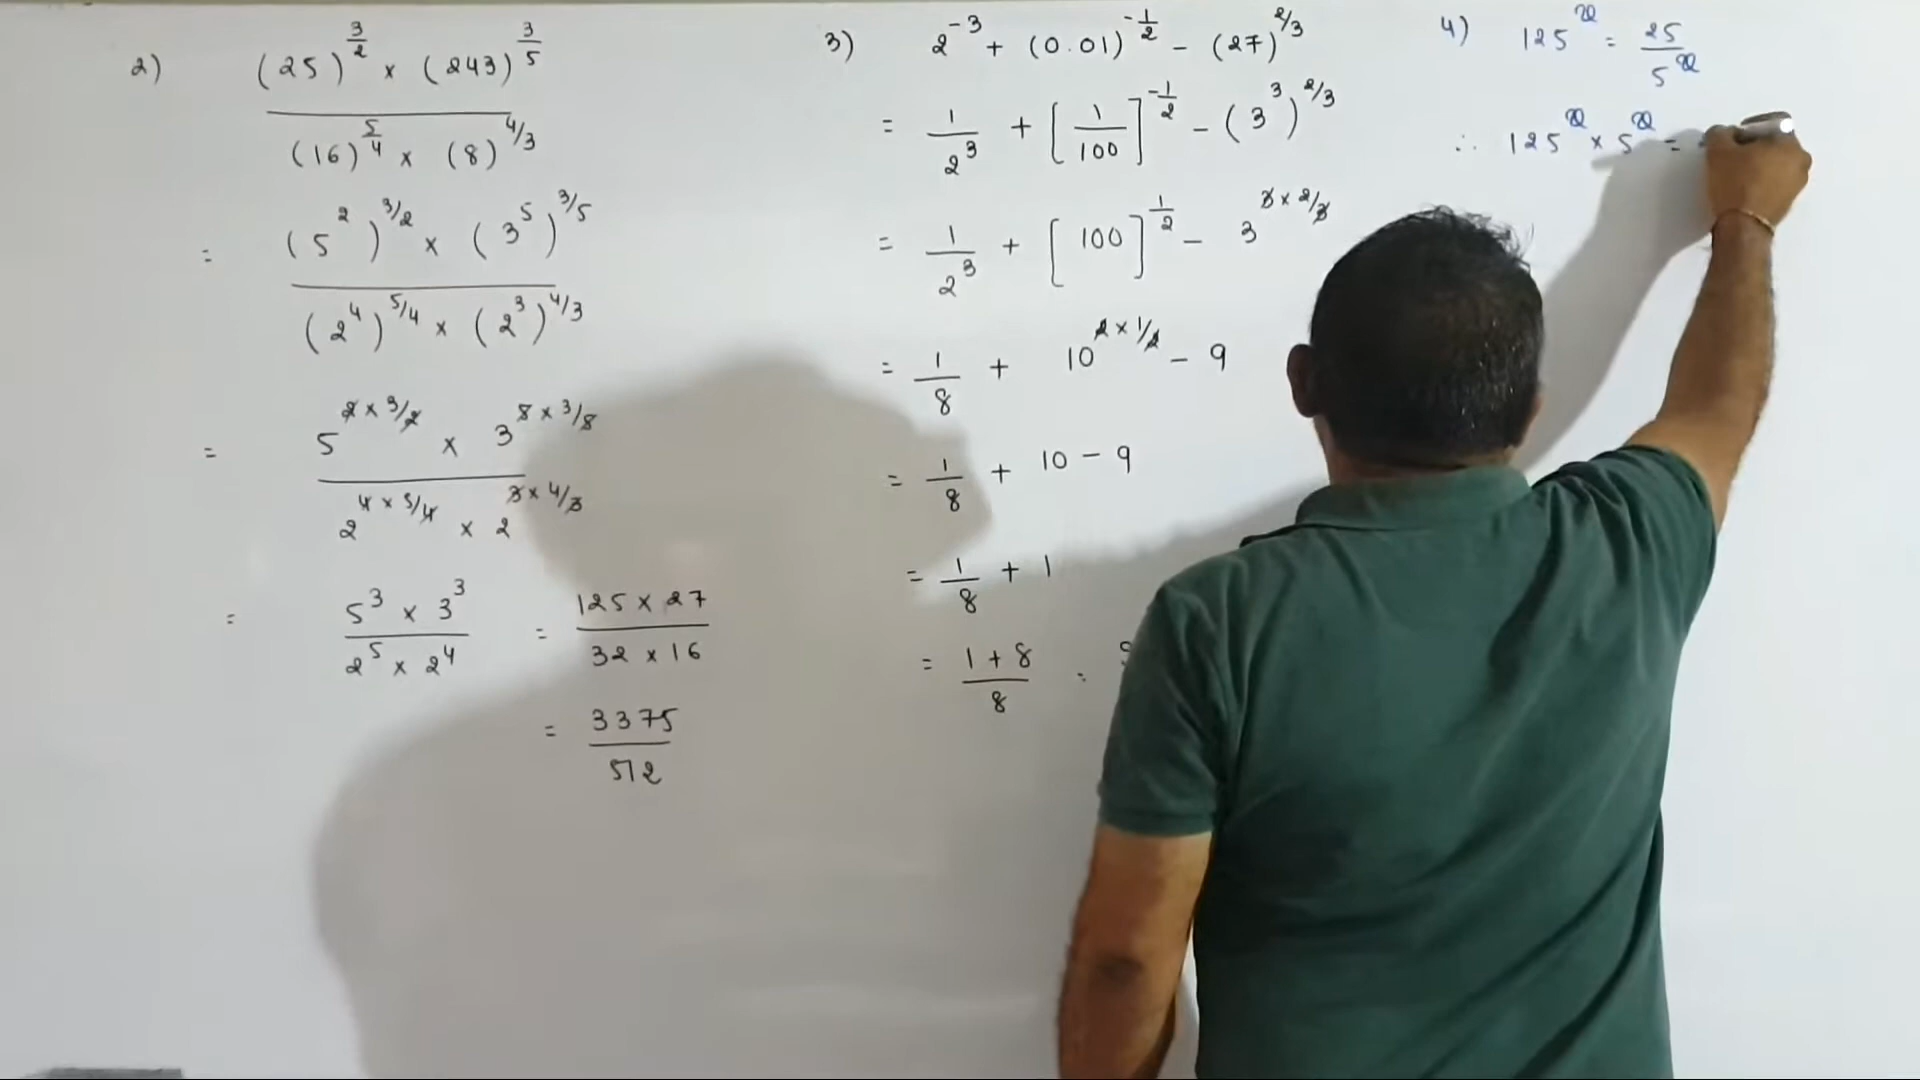 2) (25)^(3/2) × (243)^(3/5)
(16)^(5/4) × (8)^(4/3)
= (5^2)^(3/2) × (3^5)^(3/5)
(2^4)^(5/4) × (2^3)^(4/3)
= 5^(2 × 3/2) × 3^(5 × 3/5)
2^(4 × 5/4) × 2^(3 × 4/3)
= 5^3 × 3^3 = 125 × 27
2^5 × 2^4 32 × 16
= 3375
512
3) 2^-3 + (0.01)^(-1/2) - (27)^(2/3)
= 1/2^3 + [1/100]^(-1/2) - (3^3)^(2/3)
= 1/2^3 + [100]^(1/2) - 3^(3 × 2/3)
= 1/8 + 10^(2 × 1/2) - 9
= 1/8 + 10 - 9
= 1/8 + 1
= 1 + 8 =
8
4) 125^x = 25/5^x
∴ 125^x × 5^x =